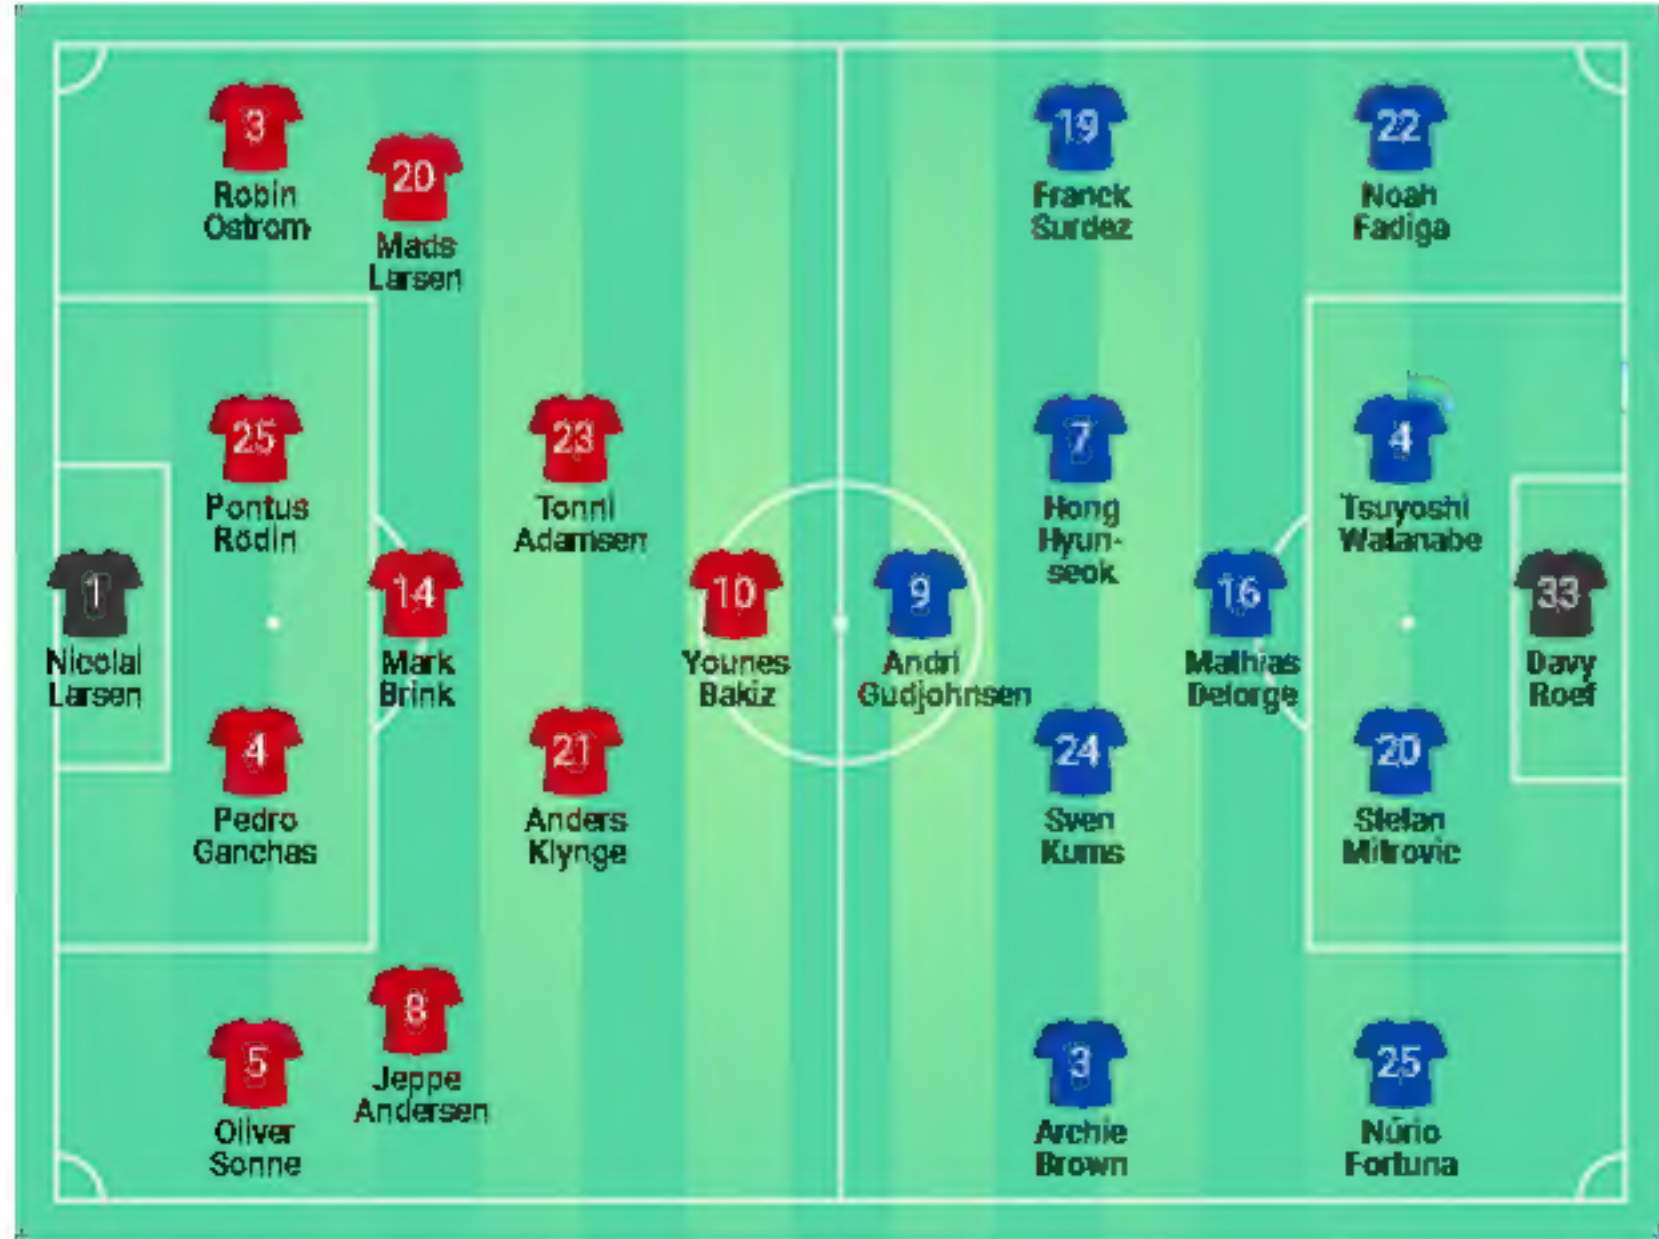 3
Robin
Ostrom
20
Mads
Larsen
25
Pontus
Rödin
23
Tonni
Adamsen
1
Nicolai
Larsen
14
Mark
Brink
10
Younes
Bakiz
4
Pedro
Ganchas
21
Anders
Klynge
5
Oliver
Sonne
8
Jeppe
Andersen
19
Franck
Surdez
22
Noah
Fadiga
7
Hong
Hyun-
seok
4
Tsuyoshi
Watanabe
9
Andri
Gudjohnsen
16
Mathias
Delorge
33
Davy
Roef
24
Sven
Kums
20
Stefan
Mitrovic
3
Archie
Brown
25
Núrio
Fortuna